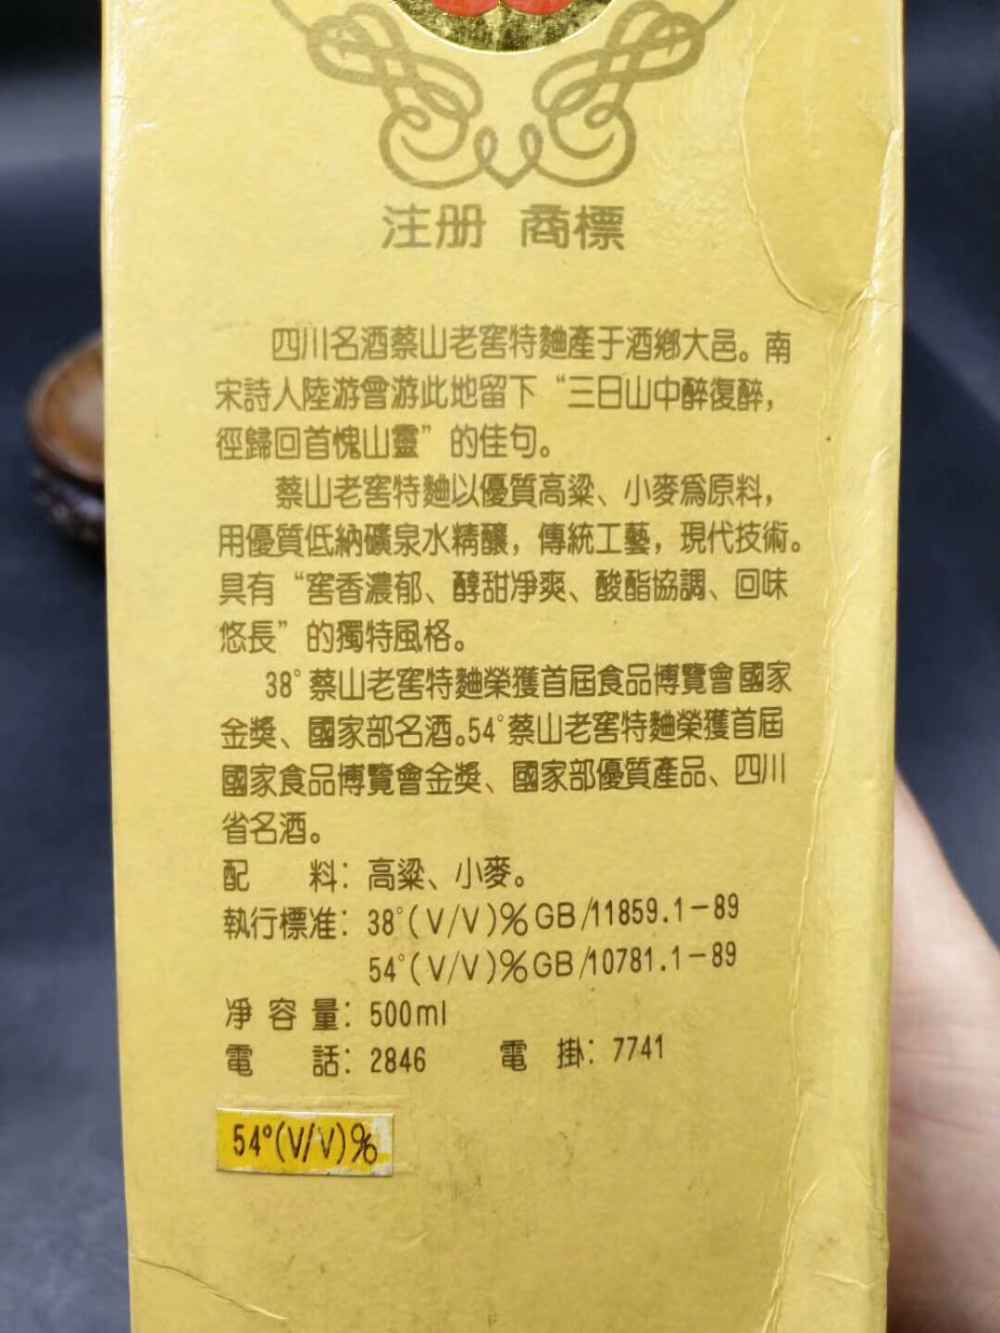 注册 商標
四川名酒蔡山老窖特麯產于酒鄉大邑。南
宋詩人陸游曾游此地留下“三日山中醉復醉，
徑歸回首愧山靈”的佳句。
蔡山老窖特麯以優質高粱、小麥爲原料，
用優質低納礦泉水精釀，傳統工藝，現代技術。
具有“窖香濃郁、醇甜凈爽、酸酯協調、回味
悠長”的獨特風格。
38°蔡山老窖特麯榮獲首屆食品博覽會國家
金獎、國家部名酒。54°蔡山老窖特麯榮獲首屆
國家食品博覽會金獎、國家部優質產品、四川
省名酒。
配 料：高粱、小麥。
執行標准：38°(V/V)%GB/11859.1-89
54°(V/V)%GB/10781.1-89
凈容量：500ml
電 話：2846 電 掛：7741
54°(V/V)%